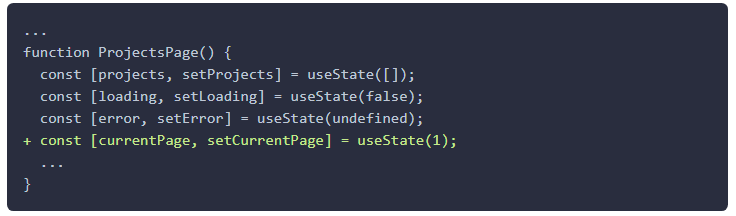 ...
function ProjectsPage() {
  const [projects, setProjects] = useState([]);
  const [loading, setLoading] = useState(false);
  const [error, setError] = useState(undefined);
+ const [currentPage, setCurrentPage] = useState(1);
  ...
}